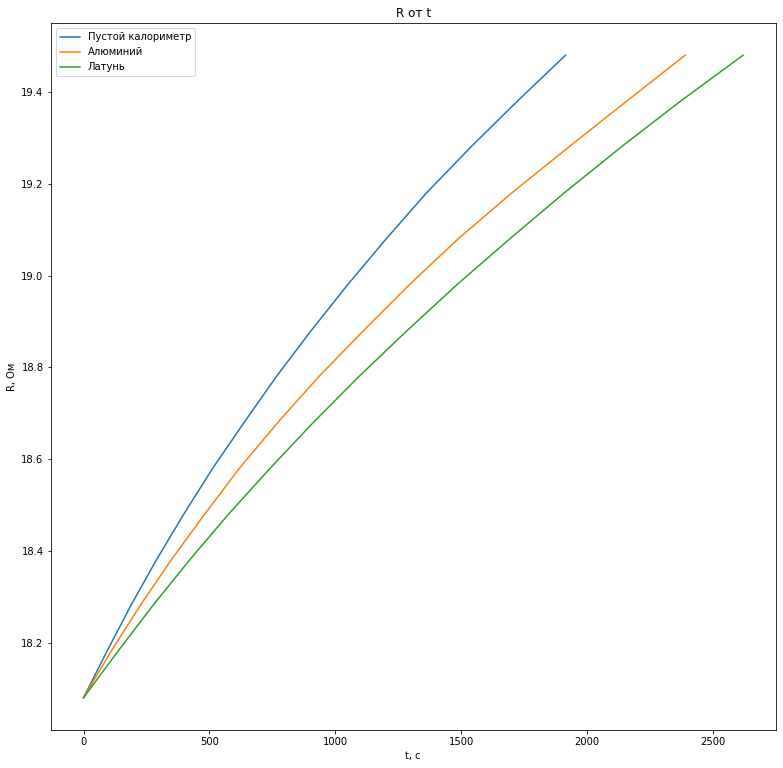 R от t
Пустой калориметр
Алюминий
Латунь
19.4
19.2
19.0
18.8
18.6
18.4
18.2
R, Ом
0 500 1000 1500 2000 2500
t, с